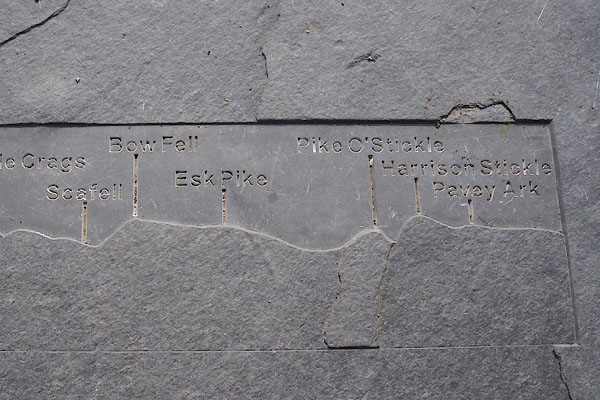 Bow Fell
Pike O'Stickle
Crags
Harrison Stickle
Scafell
Esk Pike
Pavey Ark